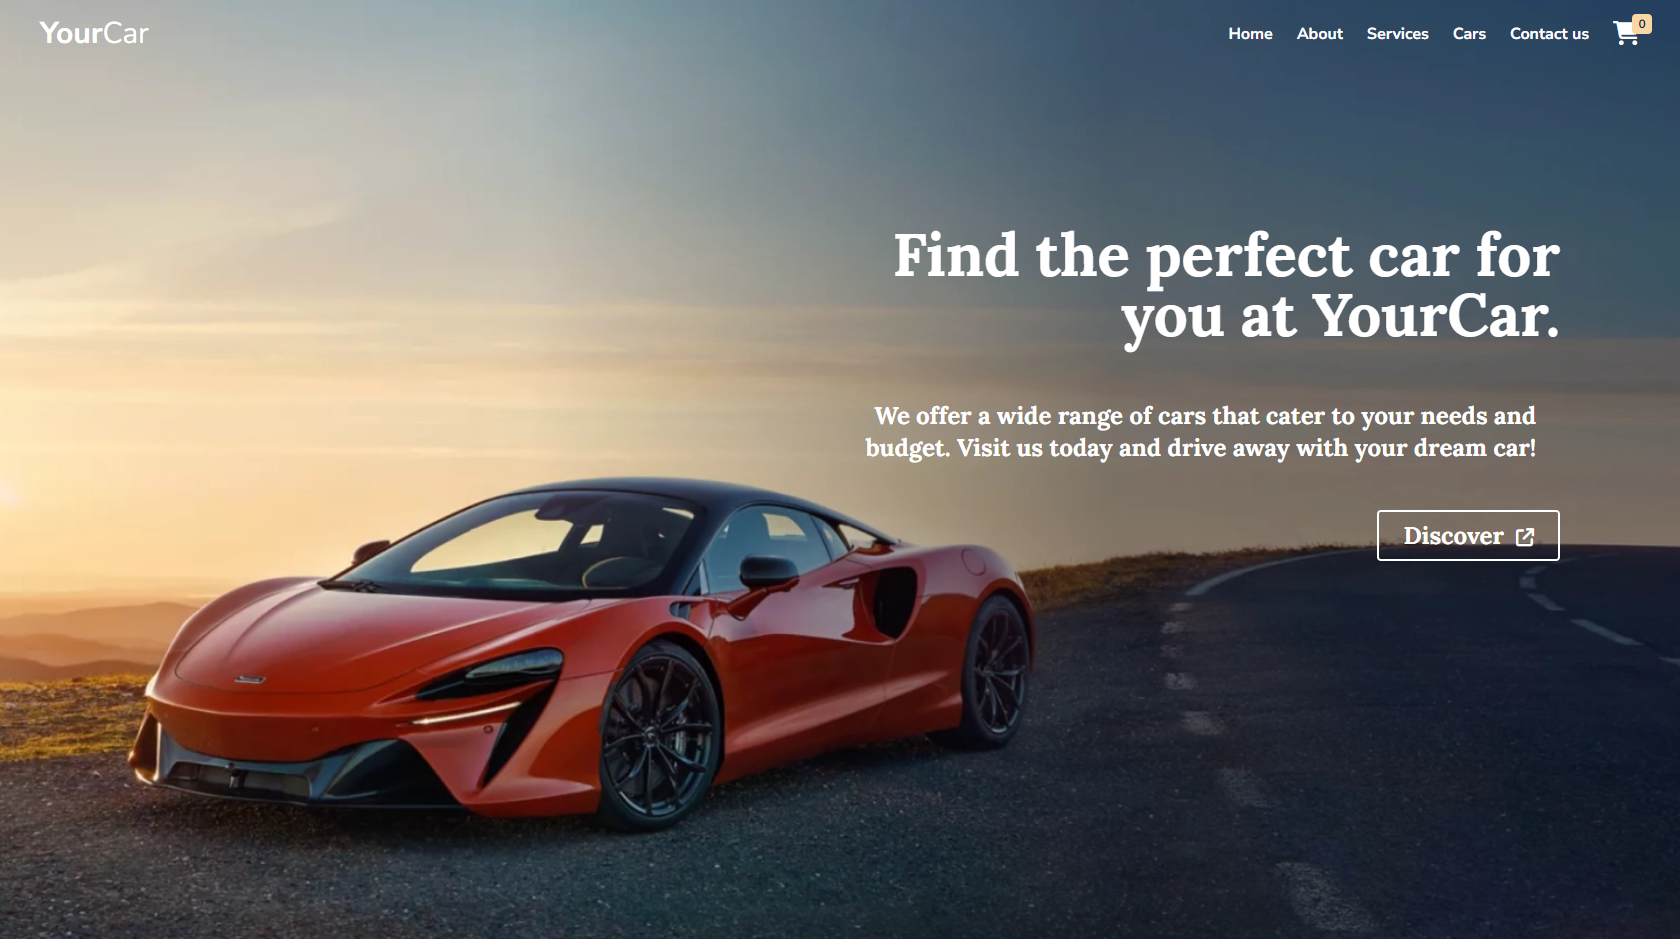 YourCar
Home About Services Cars Contact us 0
Find the perfect car for
you at YourCar.
We offer a wide range of cars that cater to your needs and
budget. Visit us today and drive away with your dream car!
Discover